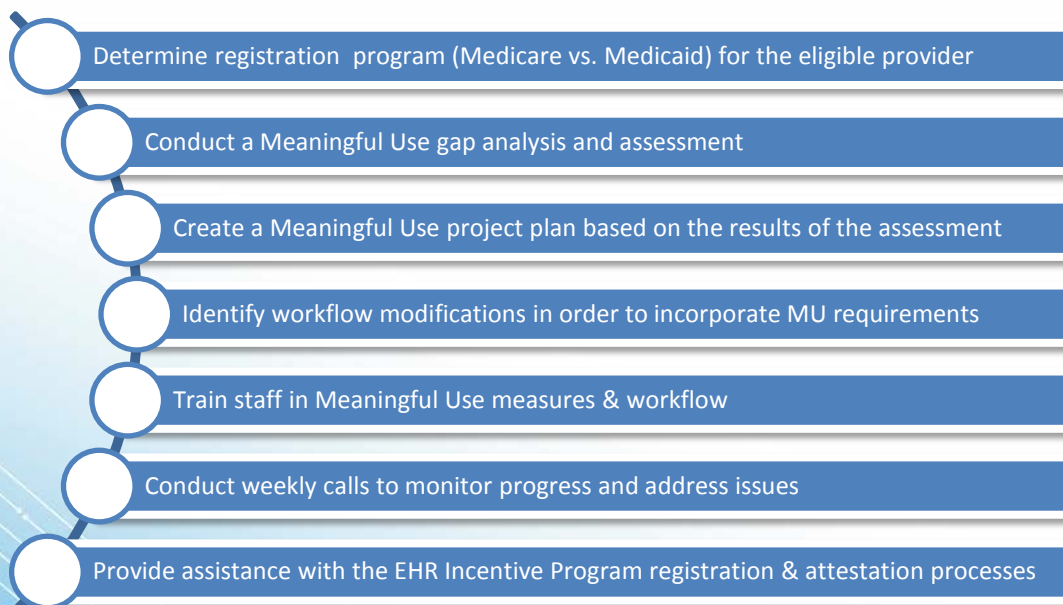 Determine registration  program (Medicare vs. Medicaid) for the eligible provider
Conduct a Meaningful Use gap analysis and assessment
Create a Meaningful Use project plan based on the results of the assessment
Identify workflow modifications in order to incorporate MU requirements
Train staff in Meaningful Use measures & workflow
Conduct weekly calls to monitor progress and address issues
Provide assistance with the EHR Incentive Program registration & attestation processes